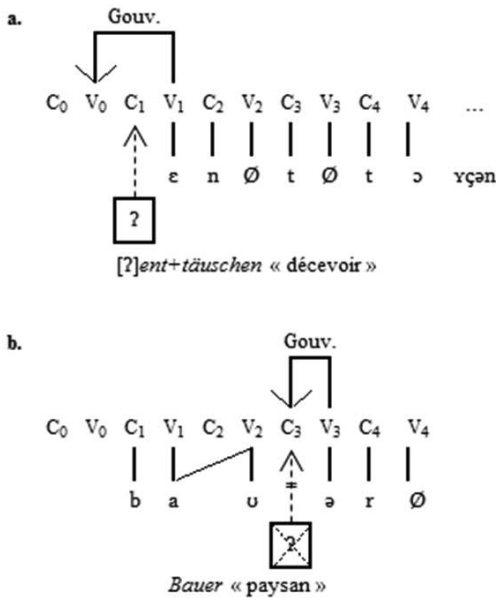 a.
Gouv.
C₀ V₀ C₁ V₁ C₂ V₂ C₃ V₃ C₄ V₄ ...
ɛ n Ø t Ø t ɔ ʏçən
?
[?]ent+täuschen « décevoir »
b.
Gouv.
C₀ V₀ C₁ V₁ C₂ V₂ C₃ V₃ C₄ V₄
b a ʊ ə r Ø
?
Bauer « paysan »